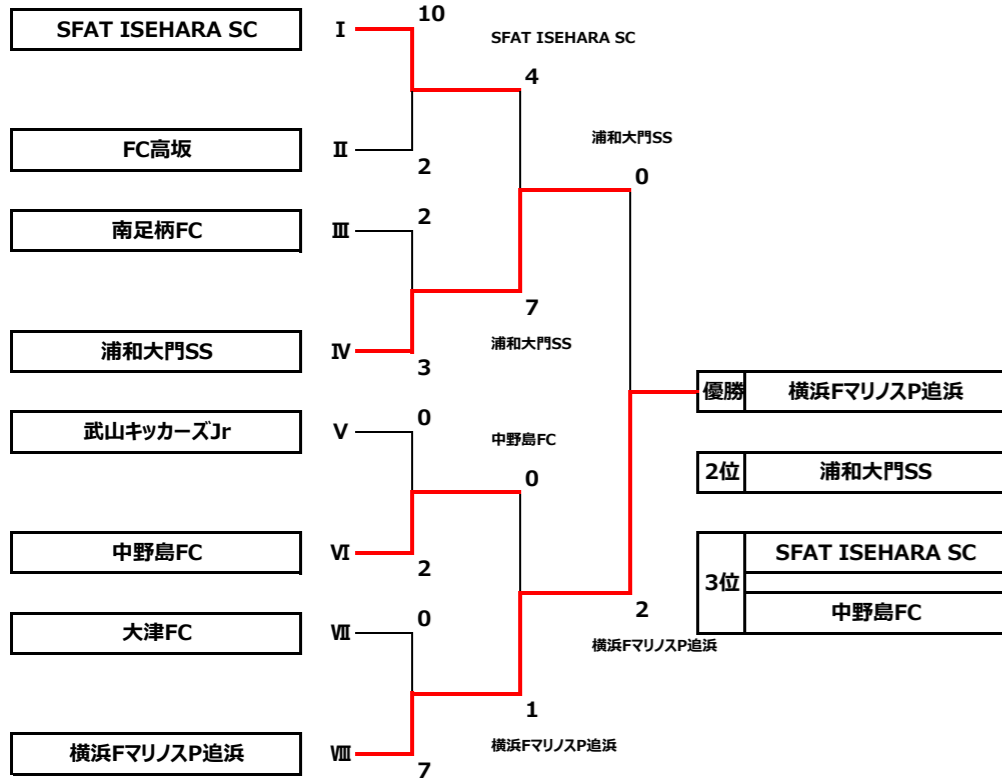 SFAT ISEHARA SC
Ⅰ
10
SFAT ISEHARA SC
4
FC高坂
Ⅱ
2
浦和大門SS
0
南足柄FC
Ⅲ
2
7
浦和大門SS
浦和大門SS
Ⅳ
3
優勝 横浜FマリノスP追浜
武山キッカーズJr
Ⅴ
0
中野島FC
0
2位 浦和大門SS
中野島FC
Ⅵ
2
3位
SFAT ISEHARA SC
中野島FC
大津FC
Ⅶ
0
2
横浜FマリノスP追浜
1
横浜FマリノスP追浜
横浜FマリノスP追浜
Ⅷ
7